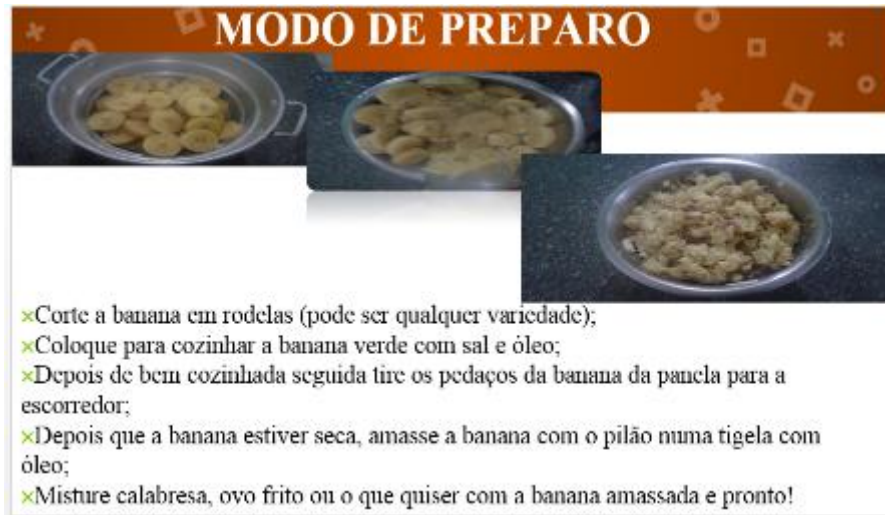 MODO DE PREPARO
×Corte a banana em rodelas (pode ser qualquer variedade);
×Coloque para cozinhar a banana verde com sal e óleo;
×Depois de bem cozinhada seguida tire os pedaços da banana da panela para a
escorredor;
×Depois que a banana estiver seca, amasse a banana com o pilão numa tigela com
óleo;
×Misture calabresa, ovo frito ou o que quiser com a banana amassada e pronto!